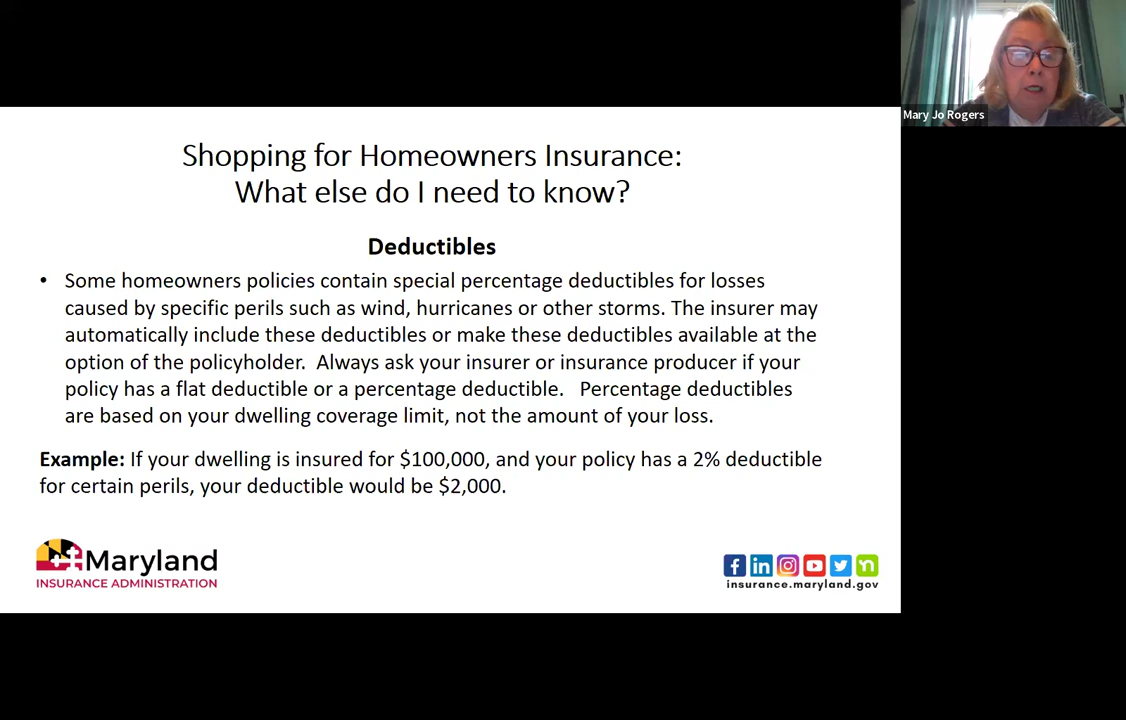 Mary Jo Rogers
Shopping for Homeowners Insurance:
What else do I need to know?
Deductibles
• Some homeowners policies contain special percentage deductibles for losses
caused by specific perils such as wind, hurricanes or other storms. The insurer may
automatically include these deductibles or make these deductibles available at the
option of the policyholder.  Always ask your insurer or insurance producer if your
policy has a flat deductible or a percentage deductible.   Percentage deductibles
are based on your dwelling coverage limit, not the amount of your loss.
Example: If your dwelling is insured for $100,000, and your policy has a 2% deductible
for certain perils, your deductible would be $2,000.
Maryland
INSURANCE ADMINISTRATION
insurance.maryland.gov